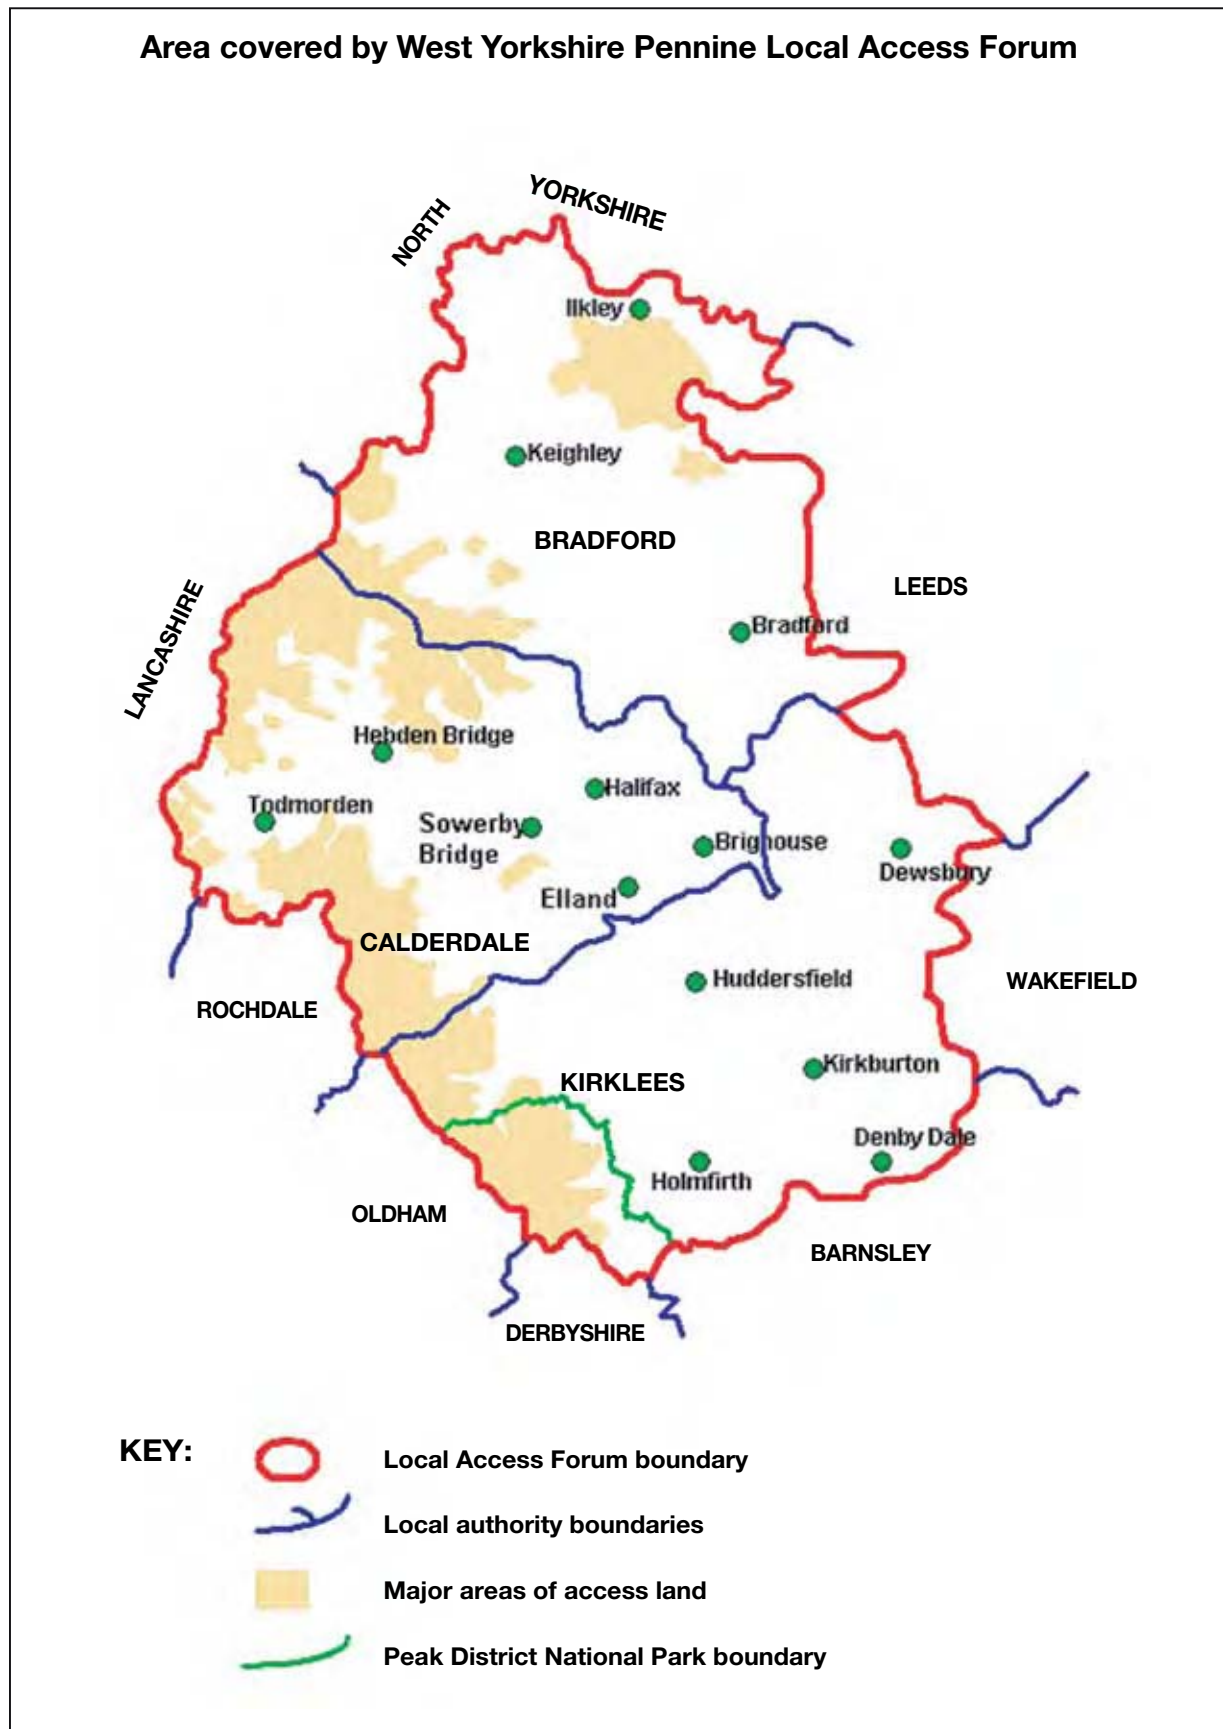 Area covered by West Yorkshire Pennine Local Access Forum
NORTH
YORKSHIRE
Ilkley
Keighley
BRADFORD
LEEDS
LANCASHIRE
Bradford
Hebden Bridge
Halifax
Todmorden
Sowerby
Bridge
Brighouse
Dewsbury
Elland
CALDERDALE
Huddersfield
WAKEFIELD
ROCHDALE
Kirkburton
KIRKLEES
Denby Dale
Holmfirth
OLDHAM
BARNSLEY
DERBYSHIRE
KEY:
Local Access Forum boundary
Local authority boundaries
Major areas of access land
Peak District National Park boundary